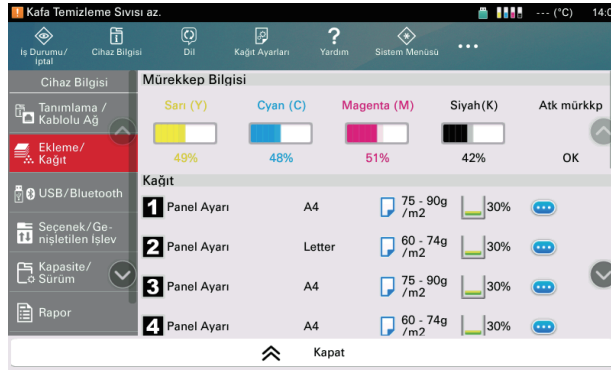 Kafa Temizleme Sıvısı az.
--- (°C) 14:0
İş Durumu/ İptal
Cihaz Bilgisi
Dil
Kağıt Ayarları
Yardım
Sistem Menüsü
Cihaz Bilgisi
Tanımlama /
Kablolu Ağ
Ekleme/
Kağıt
USB/Bluetooth
Seçenek/Ge-
nişletilen İşlev
Kapasite/
Sürüm
Rapor
Mürekkep Bilgisi
Sarı (Y) Cyan (C) Magenta (M) Siyah(K) Atk mürkkp
49% 48% 51% 42% OK
Kağıt
1 Panel Ayarı A4 75 - 90g /m2 30%
2 Panel Ayarı Letter 60 - 74g /m2 30%
3 Panel Ayarı A4 75 - 90g /m2 30%
4 Panel Ayarı A4 60 - 74g /m2 30%
Kapat